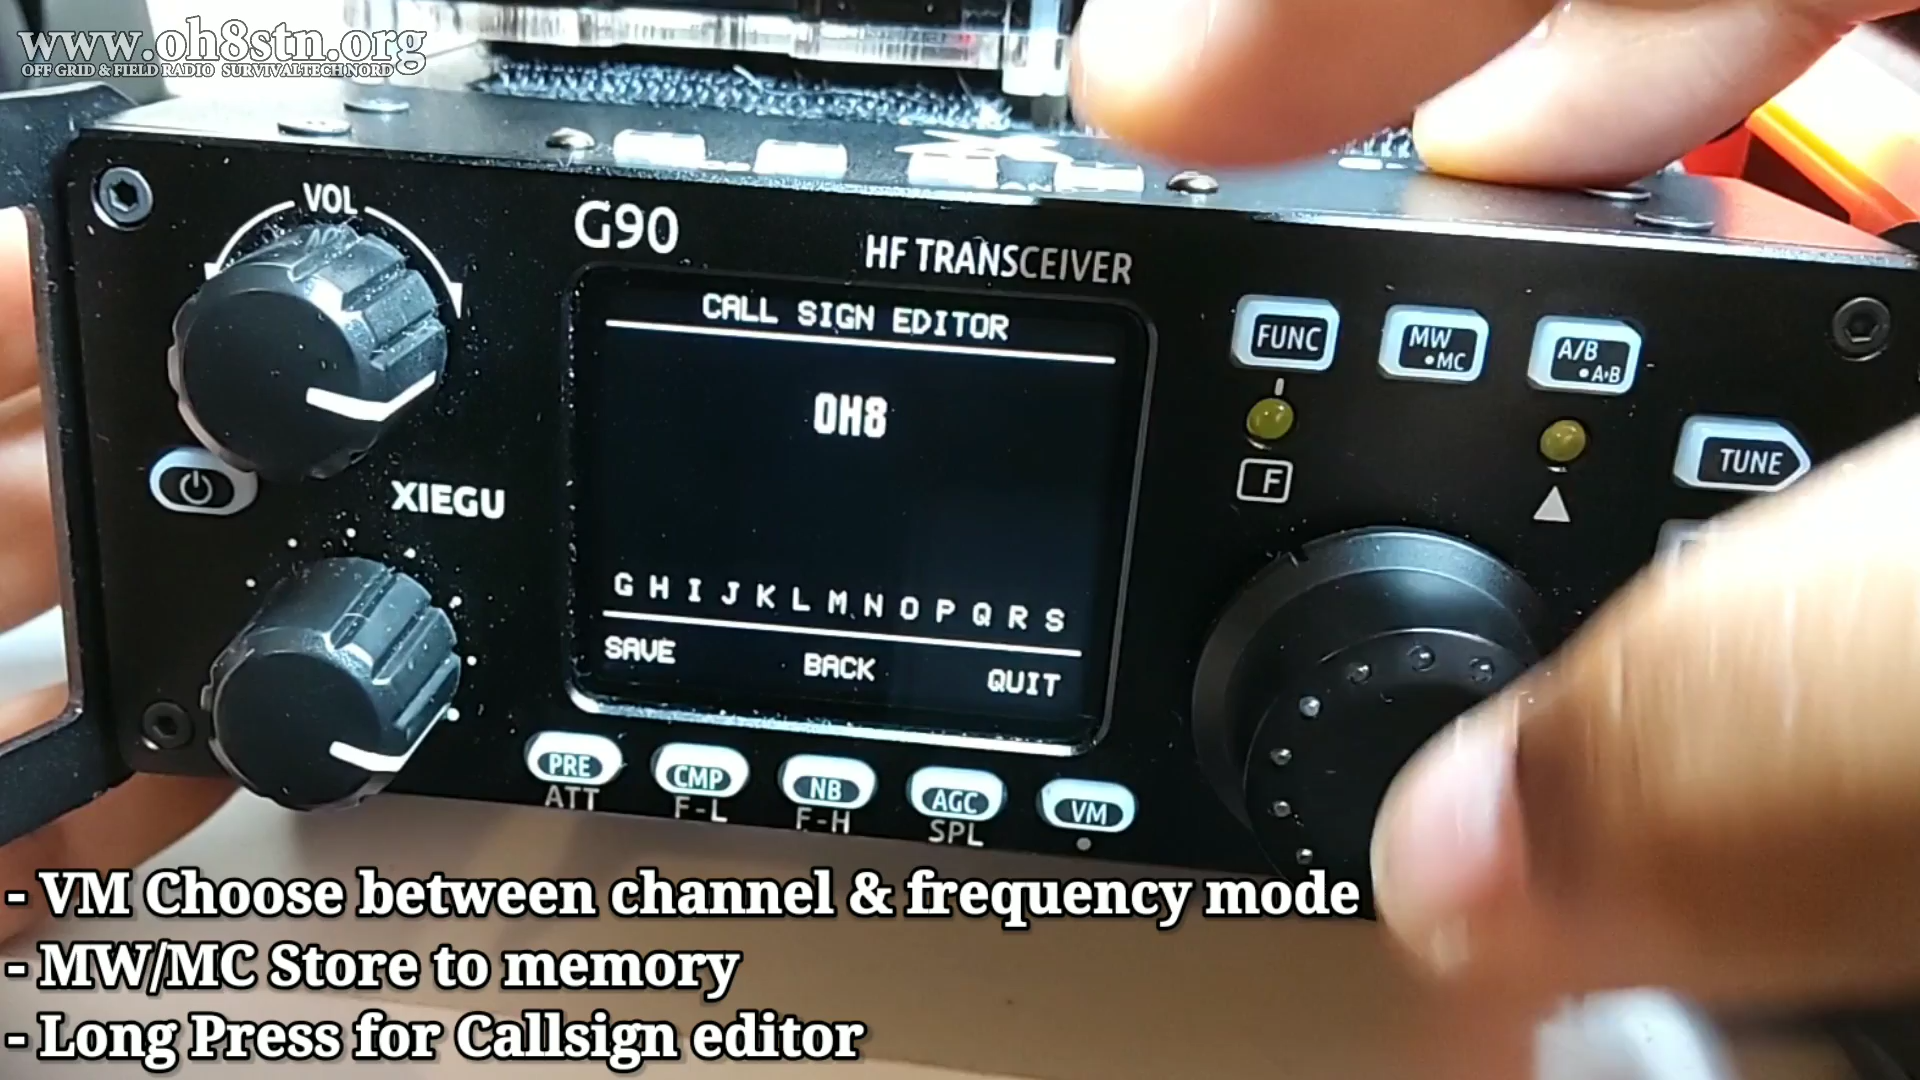 www.oh8stn.org
OFF GRID & FIELD RADIO SURVIVALTECH NORD
VOL
G90
HF TRANSCEIVER
CALL SIGN EDITOR
OH8
G H I J K L M N O P Q R S
SAVE BACK QUIT
XIEGU
FUNC
MW
•MC
A/B
•A›B
F
TUNE
PRE CMP NB AGC VM
ATT F-L F-H SPL
- VM Choose between channel & frequency mode
- MW/MC Store to memory
- Long Press for Callsign editor